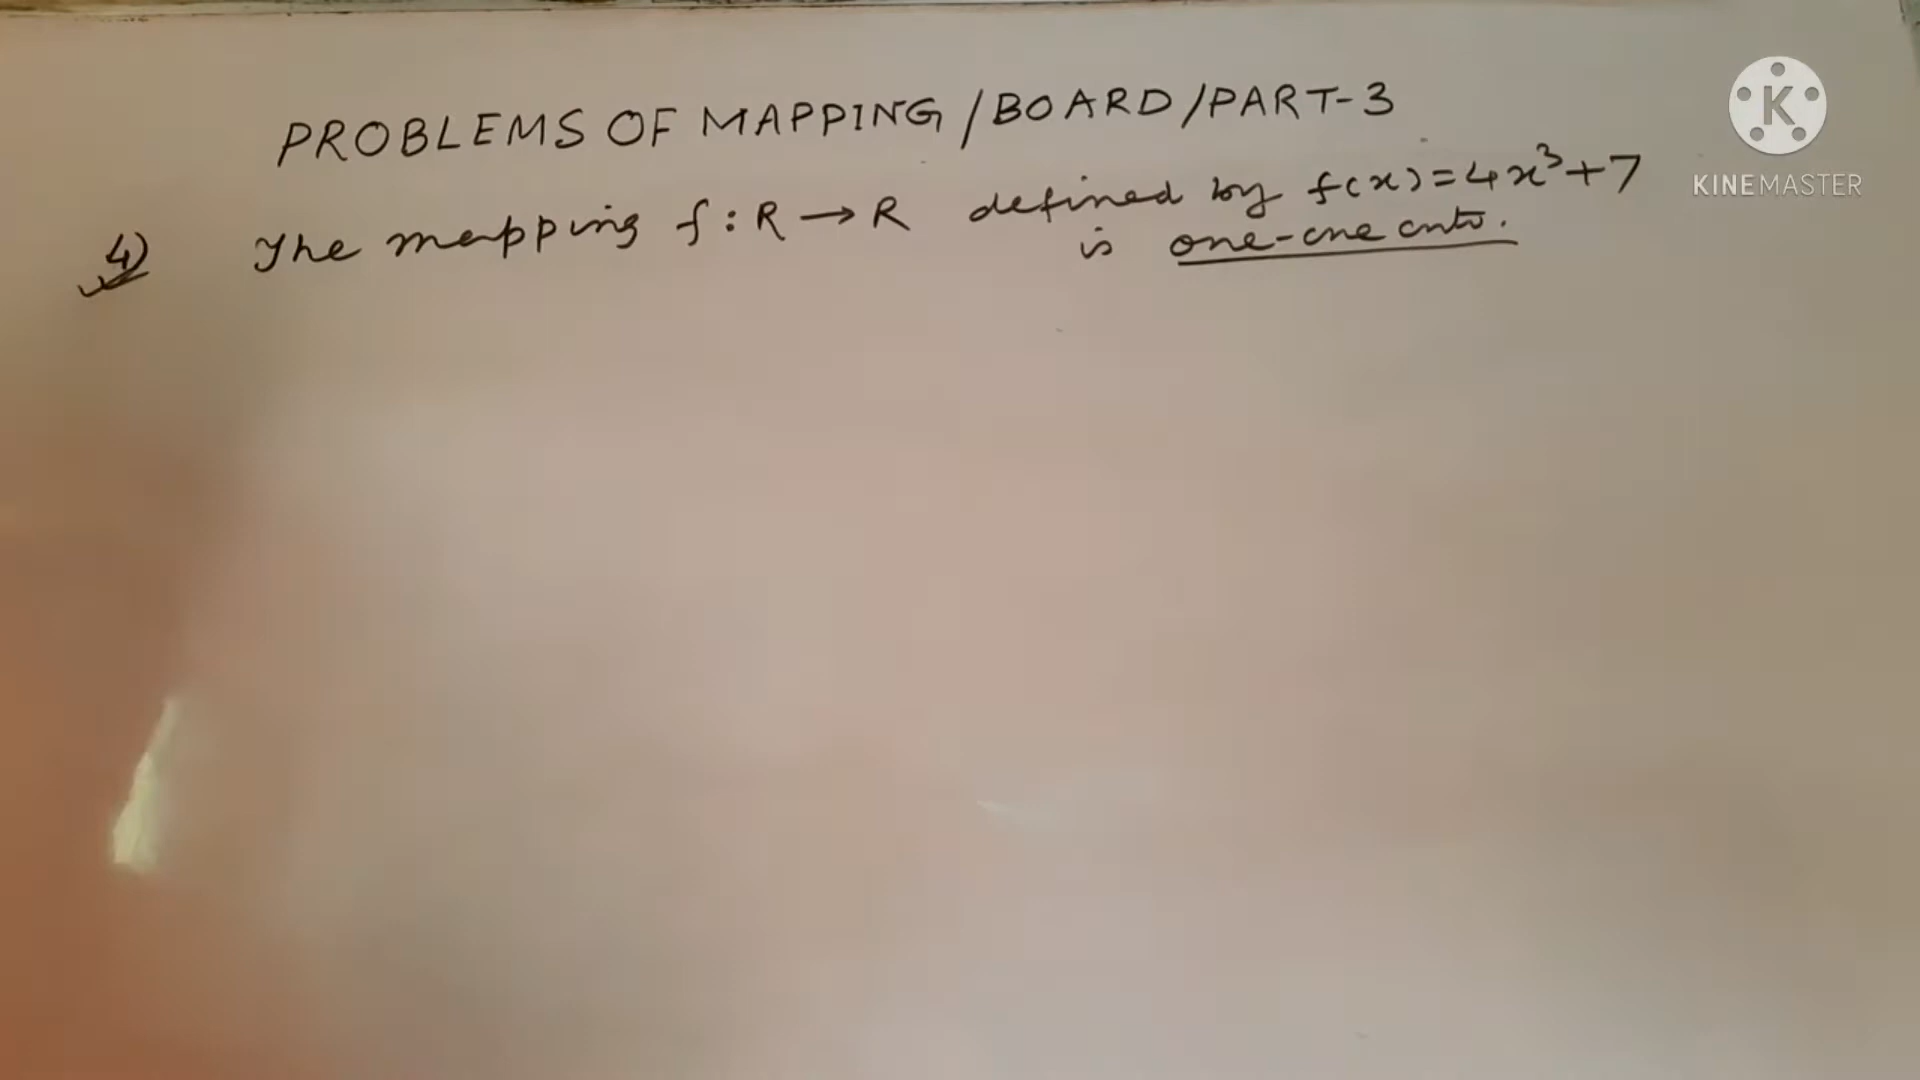 PROBLEMS OF MAPPING/BOARD/PART-3
4) The mapping f:R→R defined by f(x)=4x³+7
is one-one onto.
KINEMASTER